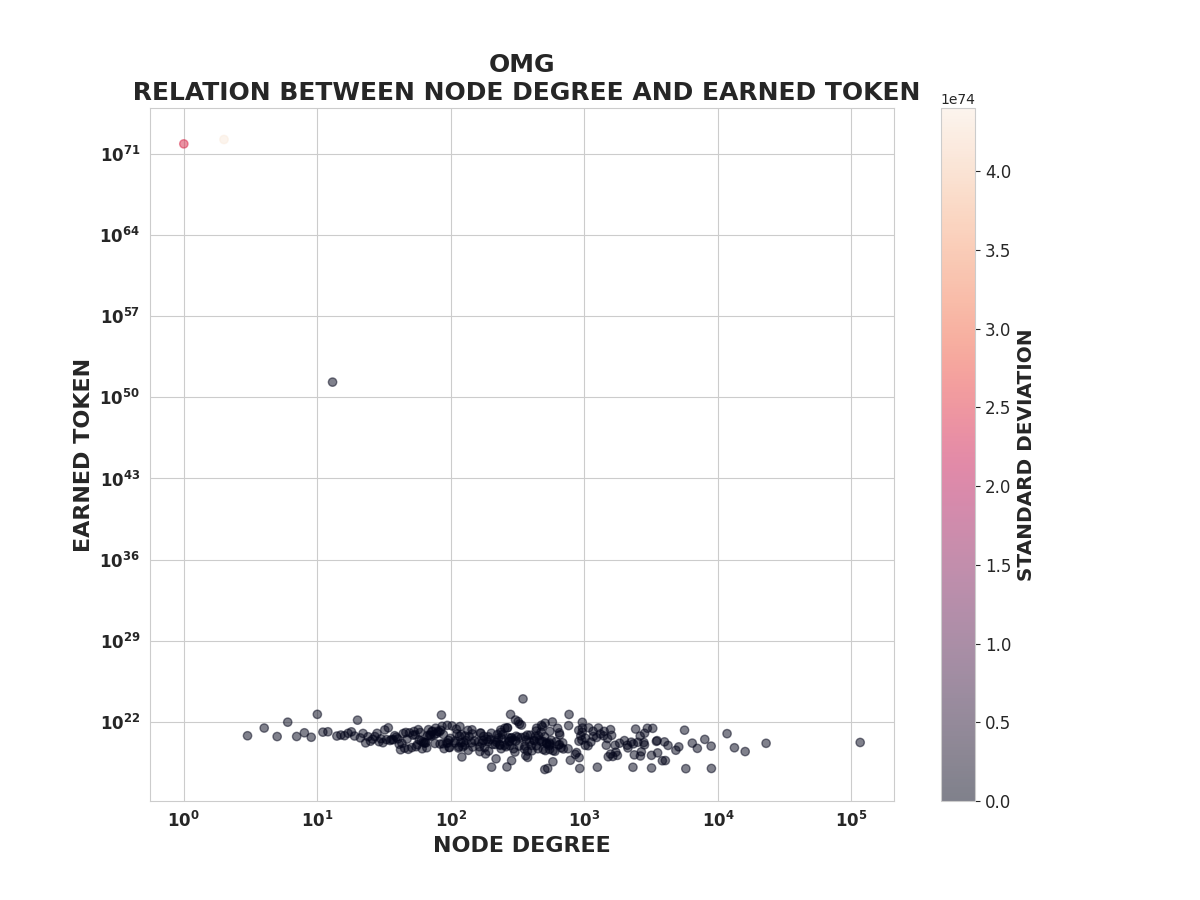 OMG
RELATION BETWEEN NODE DEGREE AND EARNED TOKEN
1e74
10^71
10^64
10^57
10^50
10^43
10^36
10^29
10^22
EARNED TOKEN
10^0 10^1 10^2 10^3 10^4 10^5
NODE DEGREE
4.0
3.5
3.0
2.5
2.0
1.5
1.0
0.5
0.0
STANDARD DEVIATION